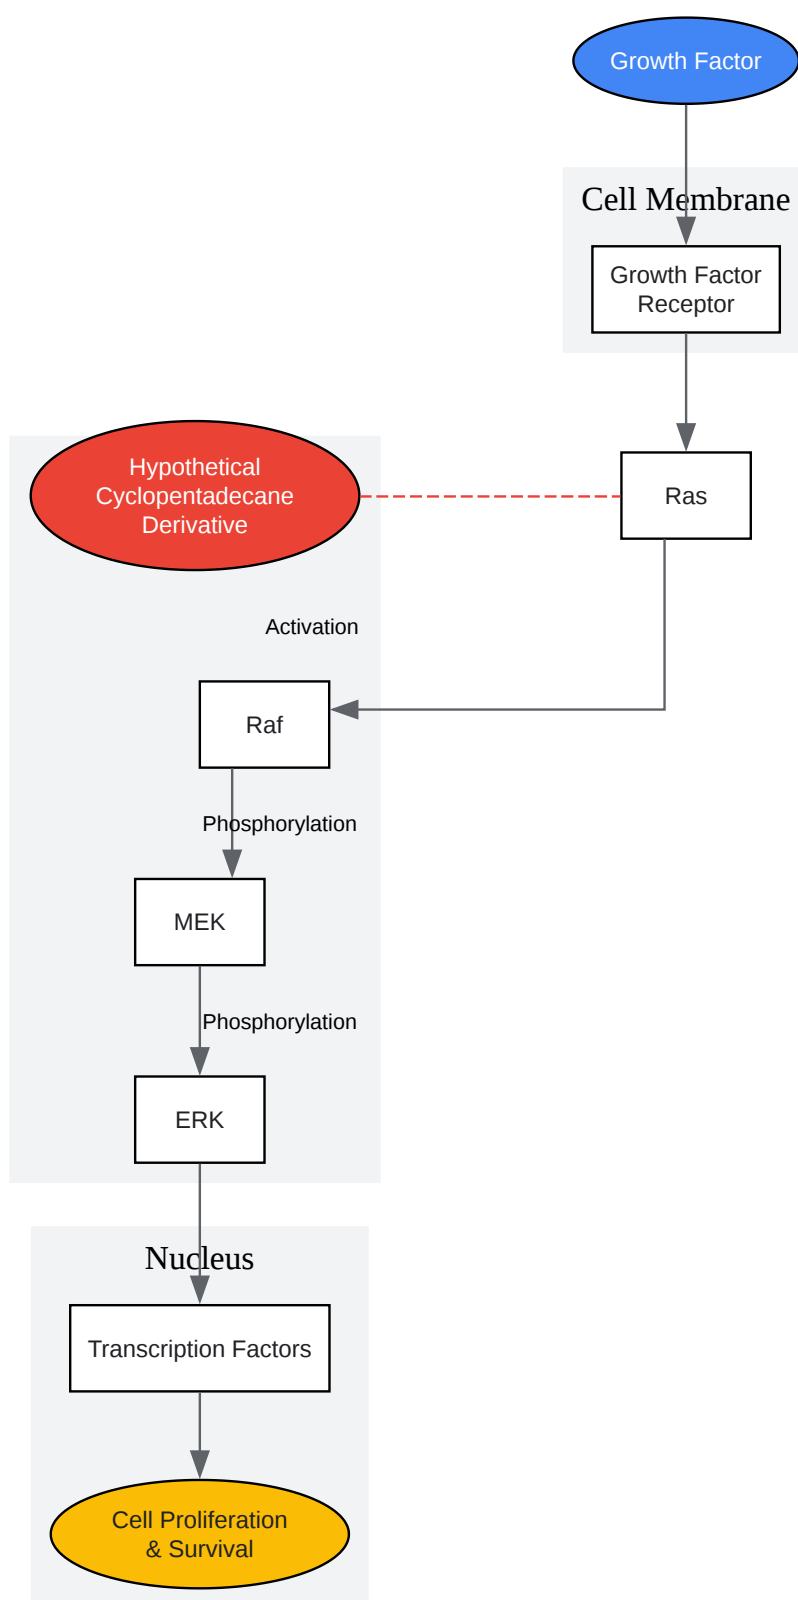 Growth Factor
Cell Membrane
Growth Factor
Receptor
Hypothetical
Cyclopentadecane
Derivative
Ras
Activation
Raf
Phosphorylation
MEK
Phosphorylation
ERK
Nucleus
Transcription Factors
Cell Proliferation
& Survival